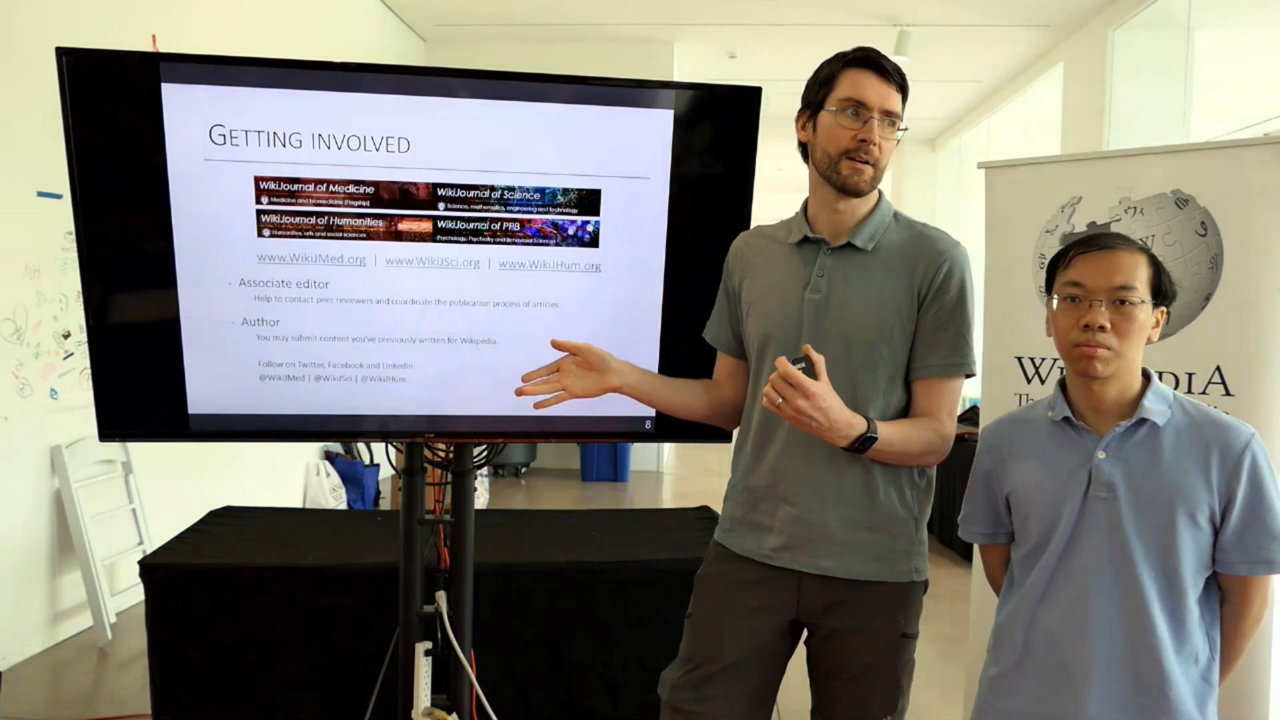 GETTING INVOLVED
WikiJournal of Medicine
Medicine and biomedicine (Flagship)
WikiJournal of Science
Science, mathematics, engineering and technology
WikiJournal of Humanities
Humanities, arts and social sciences
WikiJournal of PPB
Psychology, Psychiatry and Behavioral Sciences
www.WikiJMed.org | www.WikiJSci.org | www.WikiJHum.org
- Associate editor
Help to contact peer reviewers and coordinate the publication process of articles
- Author
You may submit content you've previously written for Wikipedia.
Follow on Twitter, Facebook and Linkedin
@WikiJMed | @WikiJSci | @WikiJHum
8
W
DIA
Th